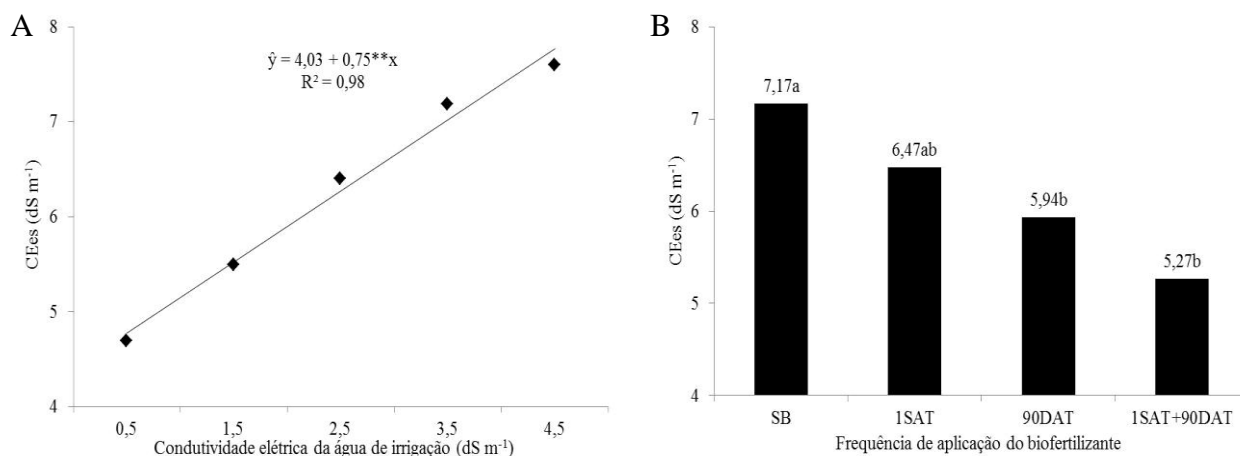 A
ŷ = 4,03 + 0,75**x
R² = 0,98
CEes (dS m⁻¹)
8
7
6
5
4
0,5 1,5 2,5 3,5 4,5
Condutividade elétrica da água de irrigação (dS m⁻¹)
B
CEes (dS m⁻¹)
8
7
6
5
4
7,17a
6,47ab
5,94b
5,27b
SB 1SAT 90DAT 1SAT+90DAT
Frequência de aplicação do biofertilizante